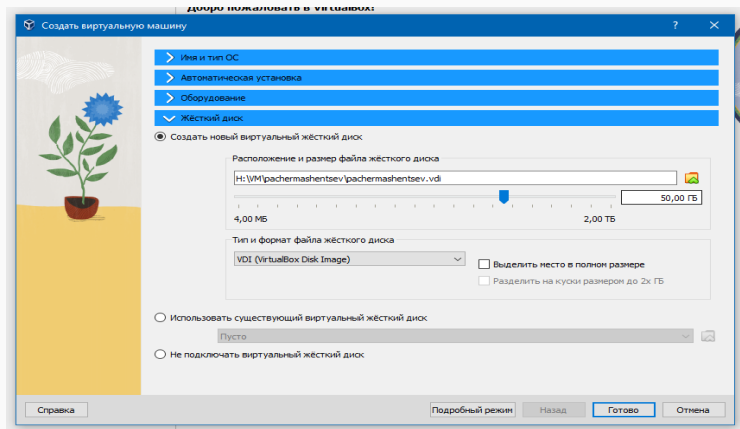 Добро пожаловать в VirtualBox!
Создать виртуальную машину
Имя и тип ОС
Автоматическая установка
Оборудование
Жёсткий диск
Создать новый виртуальный жёсткий диск
Расположение и размер файла жёсткого диска
H:\VM\pachermashentsev\pachermashentsev.vdi
50,00 ГБ
4,00 МБ 2,00 ТБ
Тип и формат файла жёсткого диска
VDI (VirtualBox Disk Image)
Выделить место в полном размере
Разделить на куски размером до 2х ГБ
Использовать существующий виртуальный жёсткий диск
Пусто
Не подключать виртуальный жёсткий диск
Справка Подробный режим Назад Готово Отмена